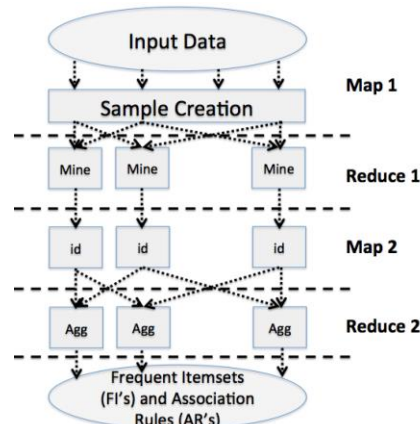 Input Data
Map 1
Sample Creation
Mine Mine Mine
Reduce 1
id id id
Map 2
Agg Agg Agg
Reduce 2
Frequent Itemsets
(FI's) and Association
Rules (AR's)